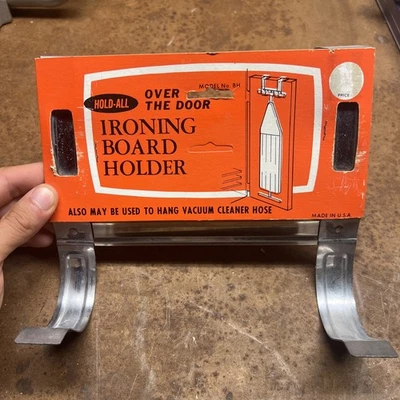 HOLD-ALL
OVER
THE DOOR
MODEL No. 8H
PRICE
IRONING
BOARD
HOLDER
ALSO MAY BE USED TO HANG VACUUM CLEANER HOSE
MADE IN U.S.A.